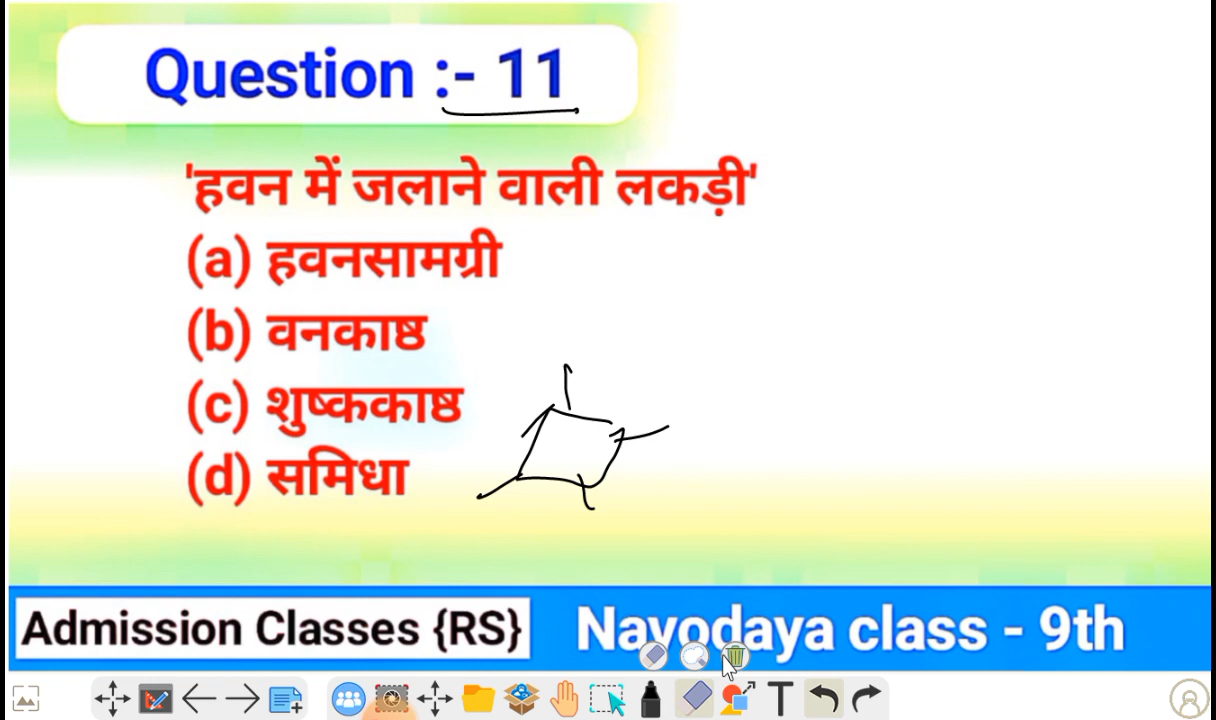 Question :- 11
'हवन में जलाने वाली लकड़ी'
(a) हवनसामग्री
(b) वनकाष्ठ
(c) शुष्ककाष्ठ
(d) समिधा
Admission Classes {RS}
Navodaya class - 9th